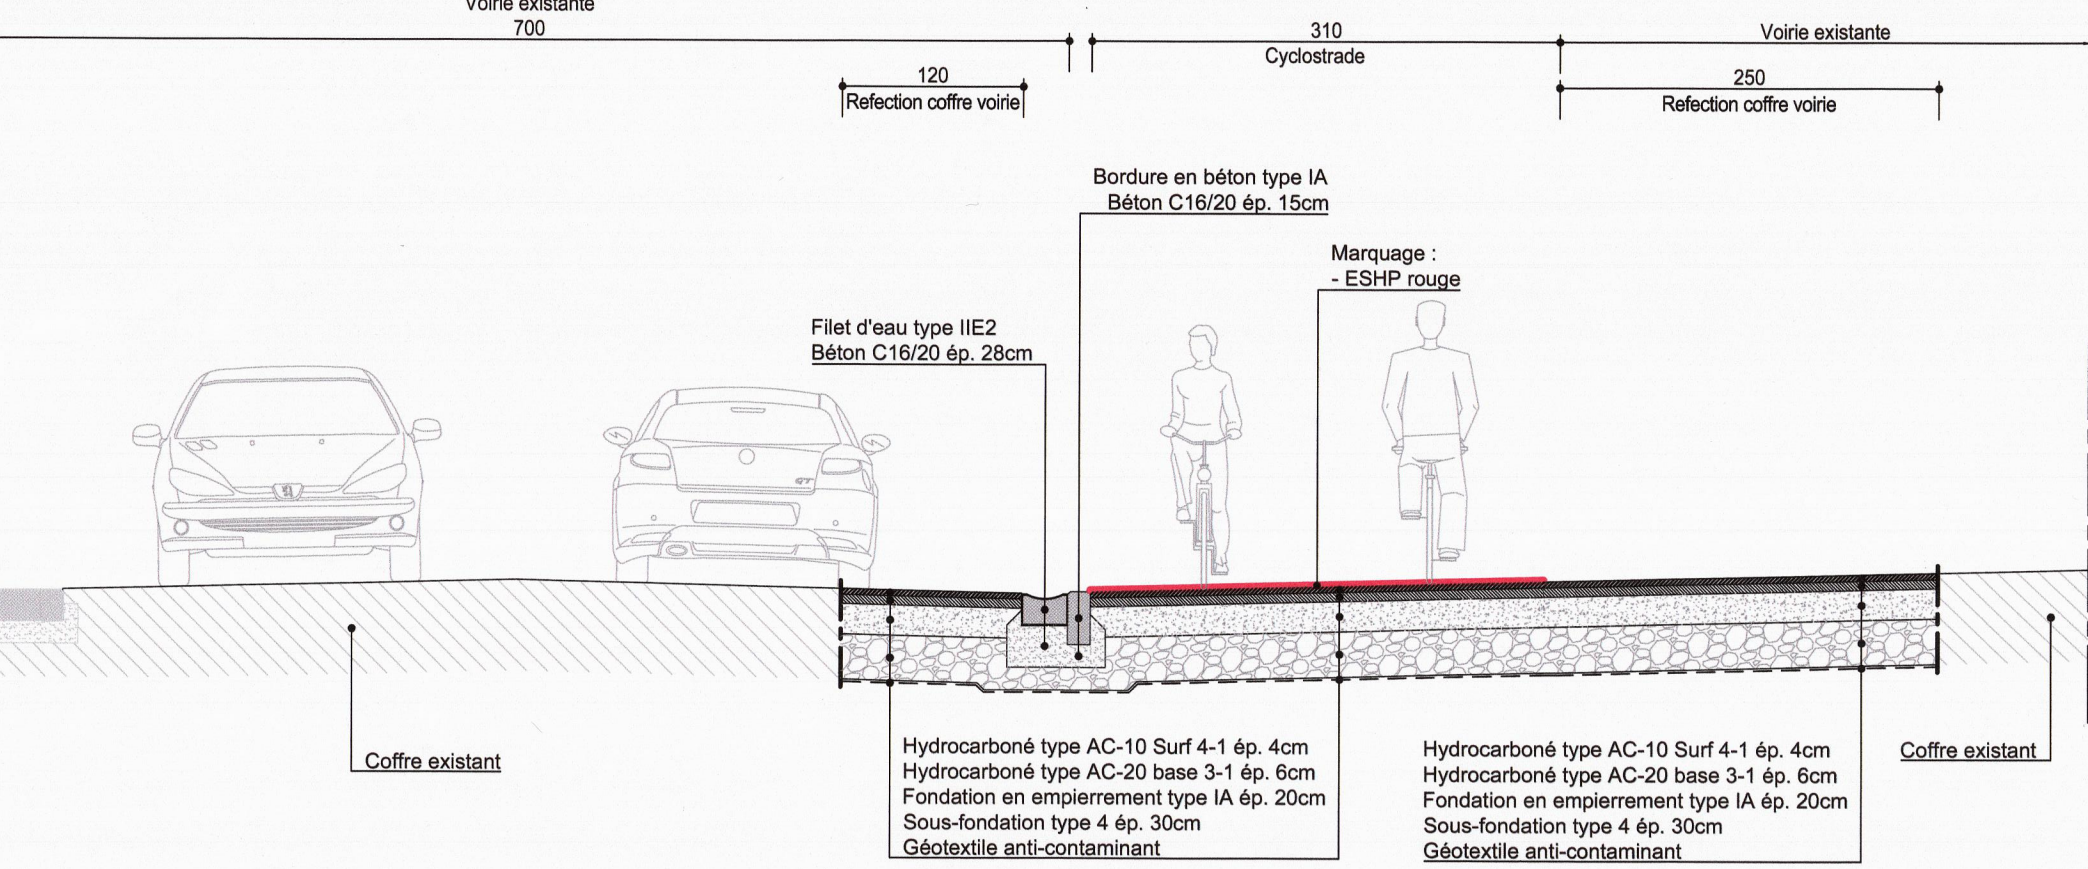 Voirie existante
700
310
Cyclostrade
Voirie existante
120
Refection coffre voirie
250
Refection coffre voirie
Bordure en béton type IA
Béton C16/20 ép. 15cm
Marquage :
- ESHP rouge
Filet d'eau type IIE2
Béton C16/20 ép. 28cm
GT
Coffre existant
Hydrocarboné type AC-10 Surf 4-1 ép. 4cm
Hydrocarboné type AC-20 base 3-1 ép. 6cm
Fondation en empierrement type IA ép. 20cm
Sous-fondation type 4 ép. 30cm
Géotextile anti-contaminant
Hydrocarboné type AC-10 Surf 4-1 ép. 4cm
Hydrocarboné type AC-20 base 3-1 ép. 6cm
Fondation en empierrement type IA ép. 20cm
Sous-fondation type 4 ép. 30cm
Géotextile anti-contaminant
Coffre existant